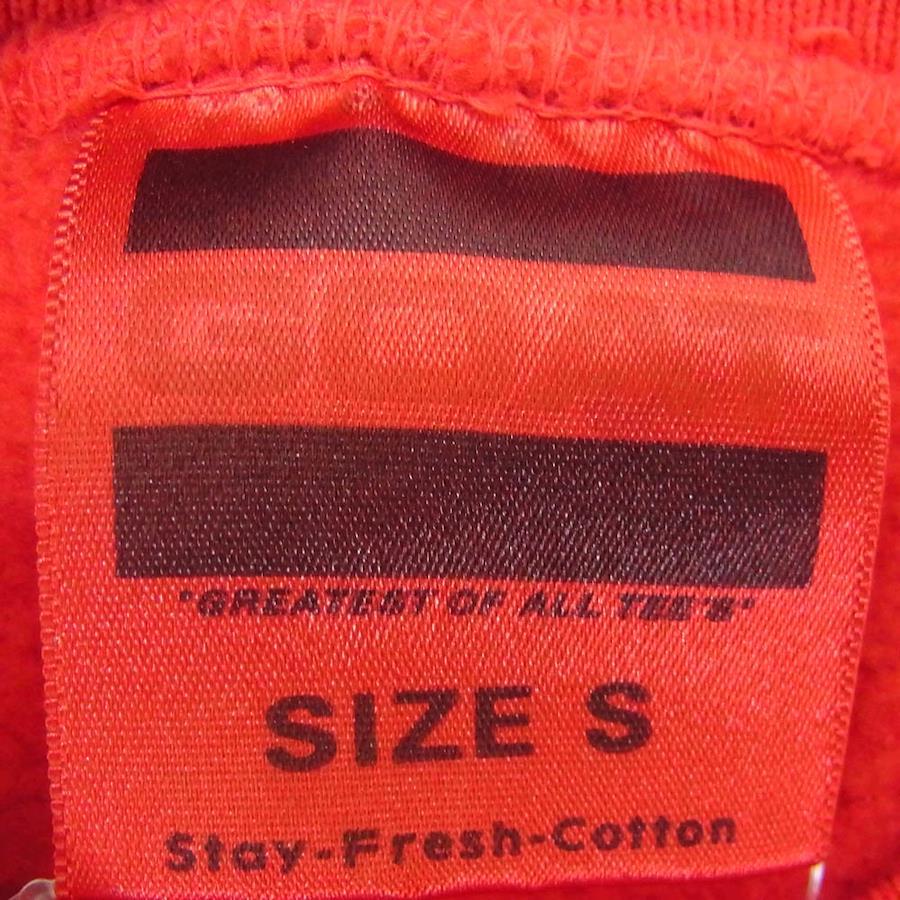 "GREATEST OF ALL TEE'S"
SIZE S
Stay-Fresh-Cotton